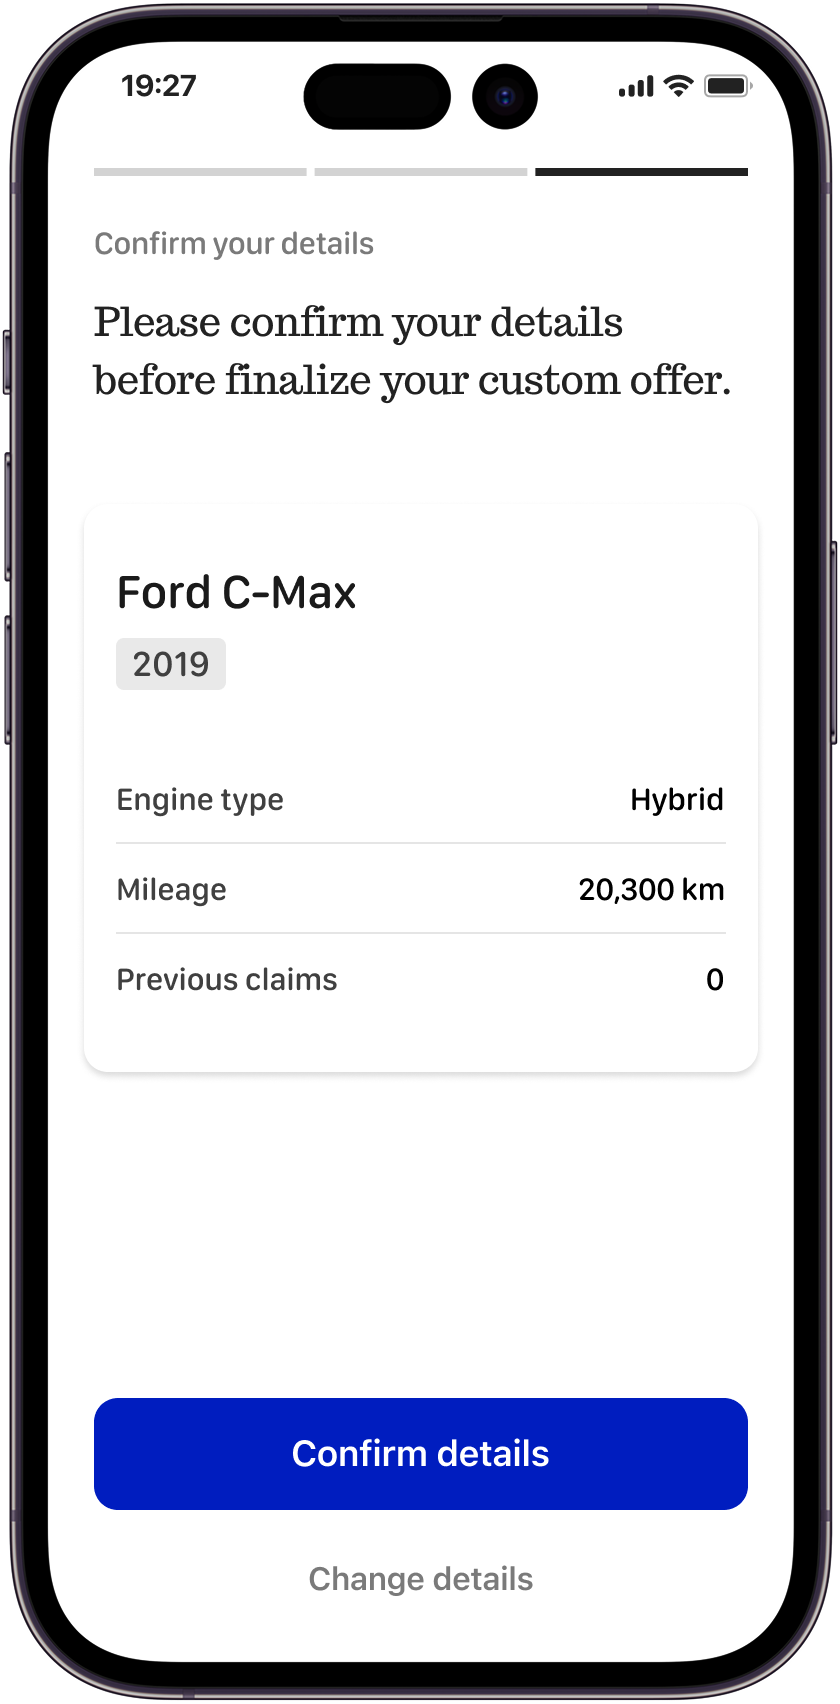 19:27
Confirm your details
Please confirm your details
before finalize your custom offer.
Ford C-Max
2019
Engine type Hybrid
Mileage 20,300 km
Previous claims 0
Confirm details
Change details